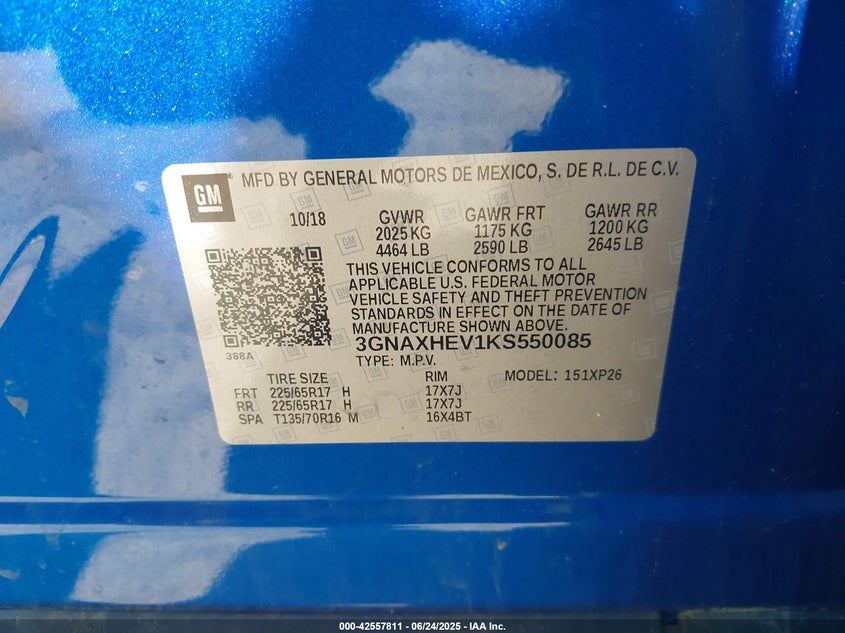 GM
MFD BY GENERAL MOTORS DE MEXICO, S. DE R.L. DE C.V.
10/18 GVWR GAWR FRT GAWR RR
2025 KG 1175 KG 1200 KG
4464 LB 2590 LB 2645 LB
THIS VEHICLE CONFORMS TO ALL
APPLICABLE U.S. FEDERAL MOTOR
VEHICLE SAFETY AND THEFT PREVENTION
STANDARDS IN EFFECT ON THE DATE OF
MANUFACTURE SHOWN ABOVE.
388A
3GNAXHEV1KS550085
TYPE: M.P.V.
TIRE SIZE RIM MODEL: 151XP26
FRT 225/65R17 H 17X7J
RR 225/65R17 H 17X7J
SPA T135/70R16 M 16X4BT
000-42557811 - 06/24/2025 - IAA Inc.